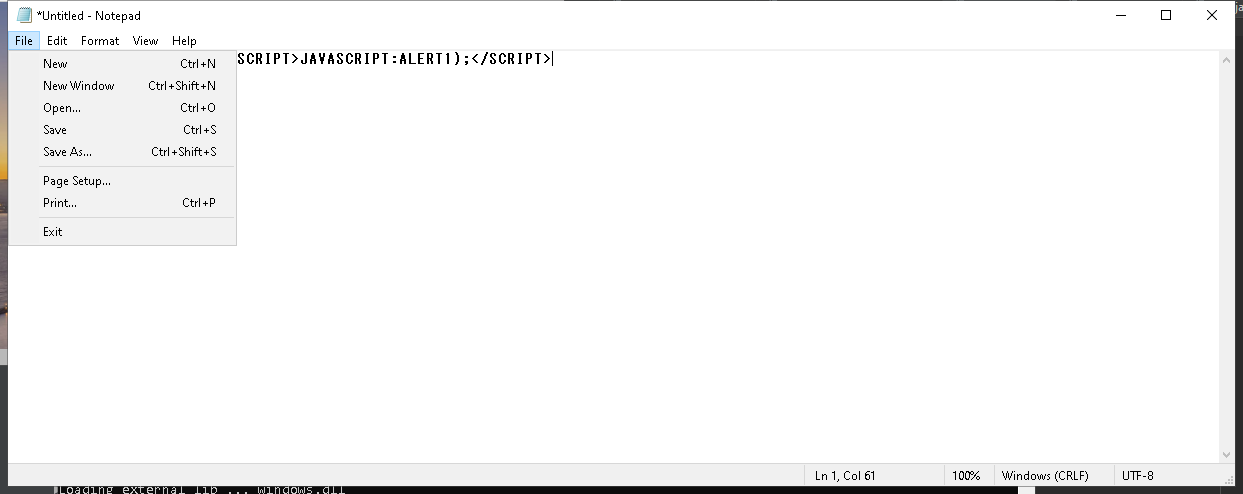 *Untitled - Notepad
File Edit Format View Help
SCRIPT>JAVASCRIPT:ALERT1);</SCRIPT>
New Ctrl+N
New Window Ctrl+Shift+N
Open... Ctrl+O
Save Ctrl+S
Save As... Ctrl+Shift+S
Page Setup...
Print... Ctrl+P
Exit
Ln 1, Col 61 100% Windows (CRLF) UTF-8
Loading external lib ... windows.dll